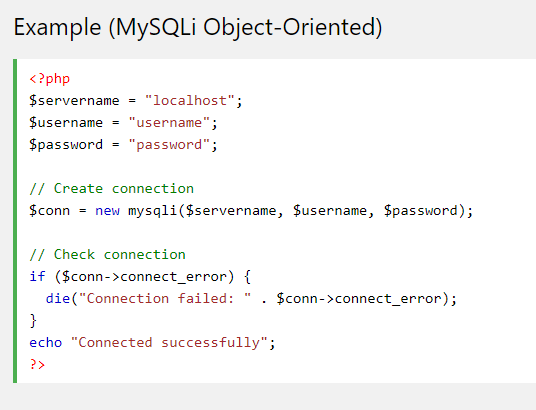 Example (MySQLi Object-Oriented)
<?php
$servername = "localhost";
$username = "username";
$password = "password";

// Create connection
$conn = new mysqli($servername, $username, $password);

// Check connection
if ($conn->connect_error) {
  die("Connection failed: " . $conn->connect_error);
}
echo "Connected successfully";
?>